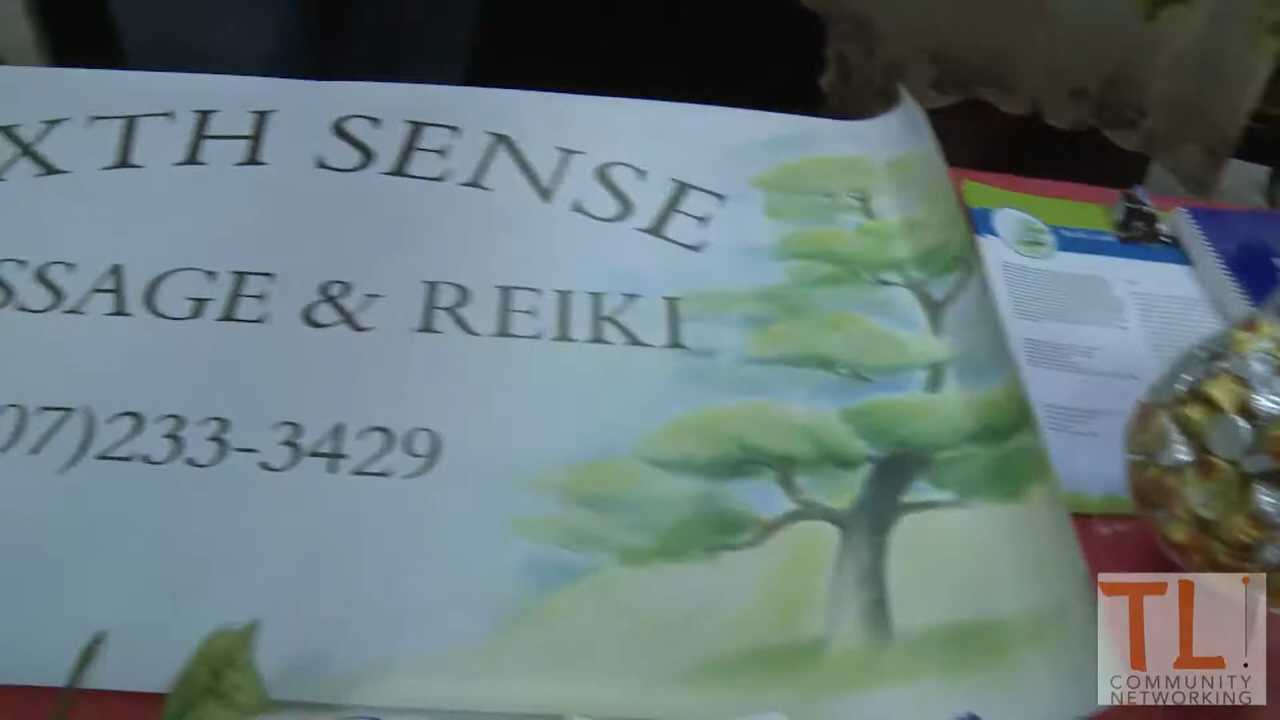 XTH SENSE
SSAGE & REIKI
07)233-3429
TL!
COMMUNITY
NETWORKING